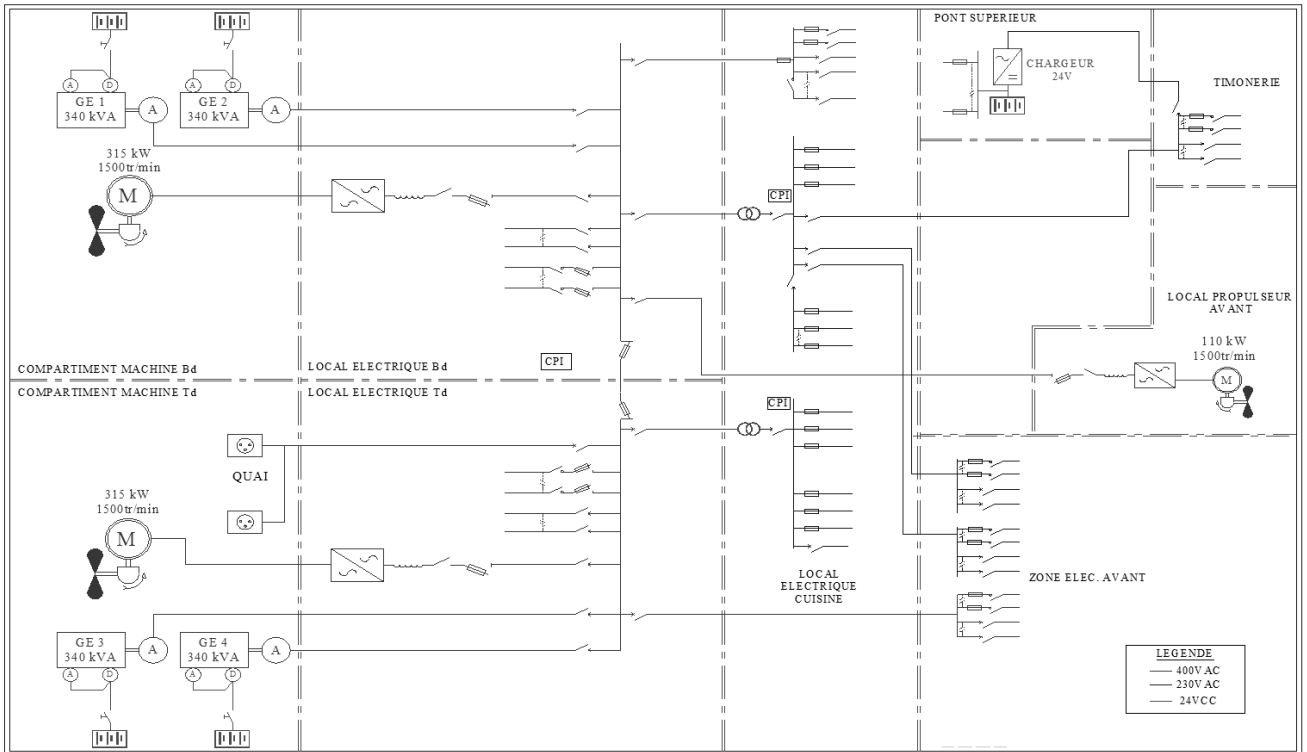 PONT SUPERIEUR
CHARGEUR
24V
TIMONERIE
A
D
A
D
GE 1
340 kVA
A
GE 2
340 kVA
A
315 kW
1500tr/min
M
CPI
LOCAL PROPULSEUR
AVANT
110 kW
1500tr/min
M
COMPARTIMENT MACHINE Bd
LOCAL ELECTRIQUE Bd
CPI
COMPARTIMENT MACHINE Td
LOCAL ELECTRIQUE Td
CPI
QUAI
315 kW
1500tr/min
M
LOCAL
ELECTRIQUE
CUISINE
ZONE ELEC. AVANT
GE 3
340 kVA
A
GE 4
340 kVA
A
A
D
A
D
LEGENDE
400V AC
230V AC
24VCC